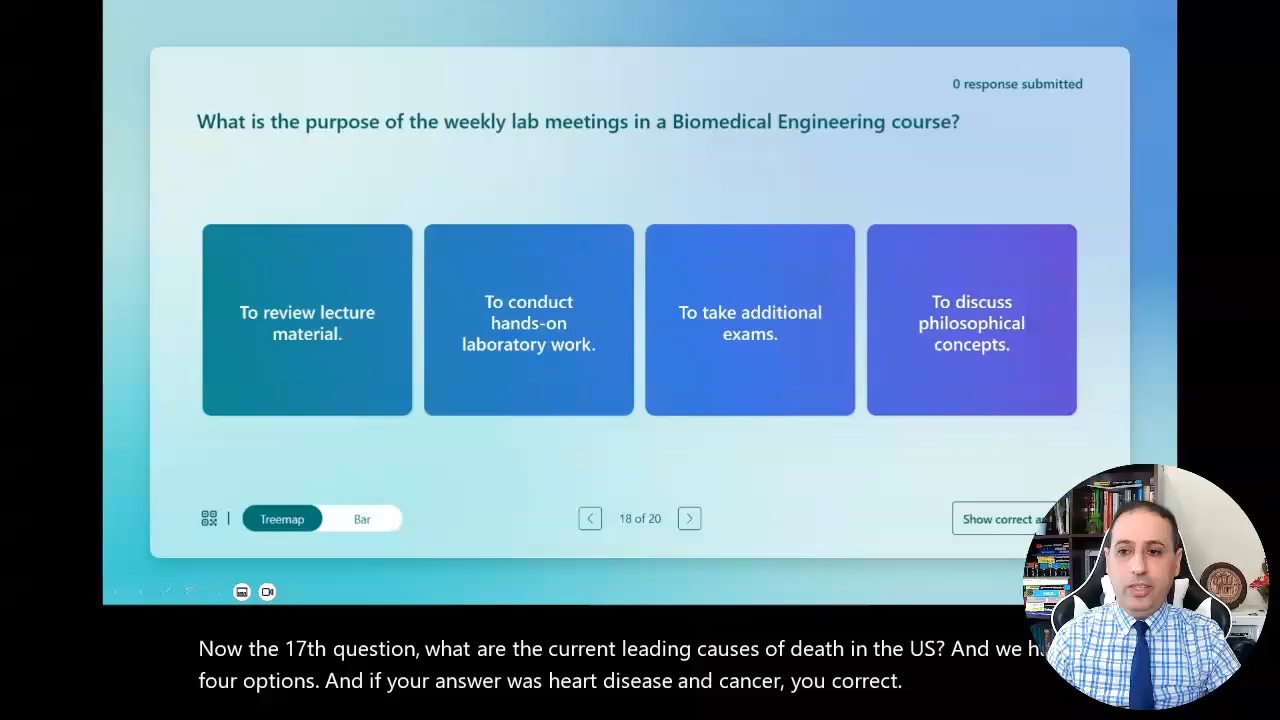 0 response submitted
What is the purpose of the weekly lab meetings in a Biomedical Engineering course?
To review lecture
material.
To conduct
hands-on
laboratory work.
To take additional
exams.
To discuss
philosophical
concepts.
Treemap
Bar
18 of 20
Show correct
Now the 17th question, what are the current leading causes of death in the US? And we
four options. And if your answer was heart disease and cancer, you correct.